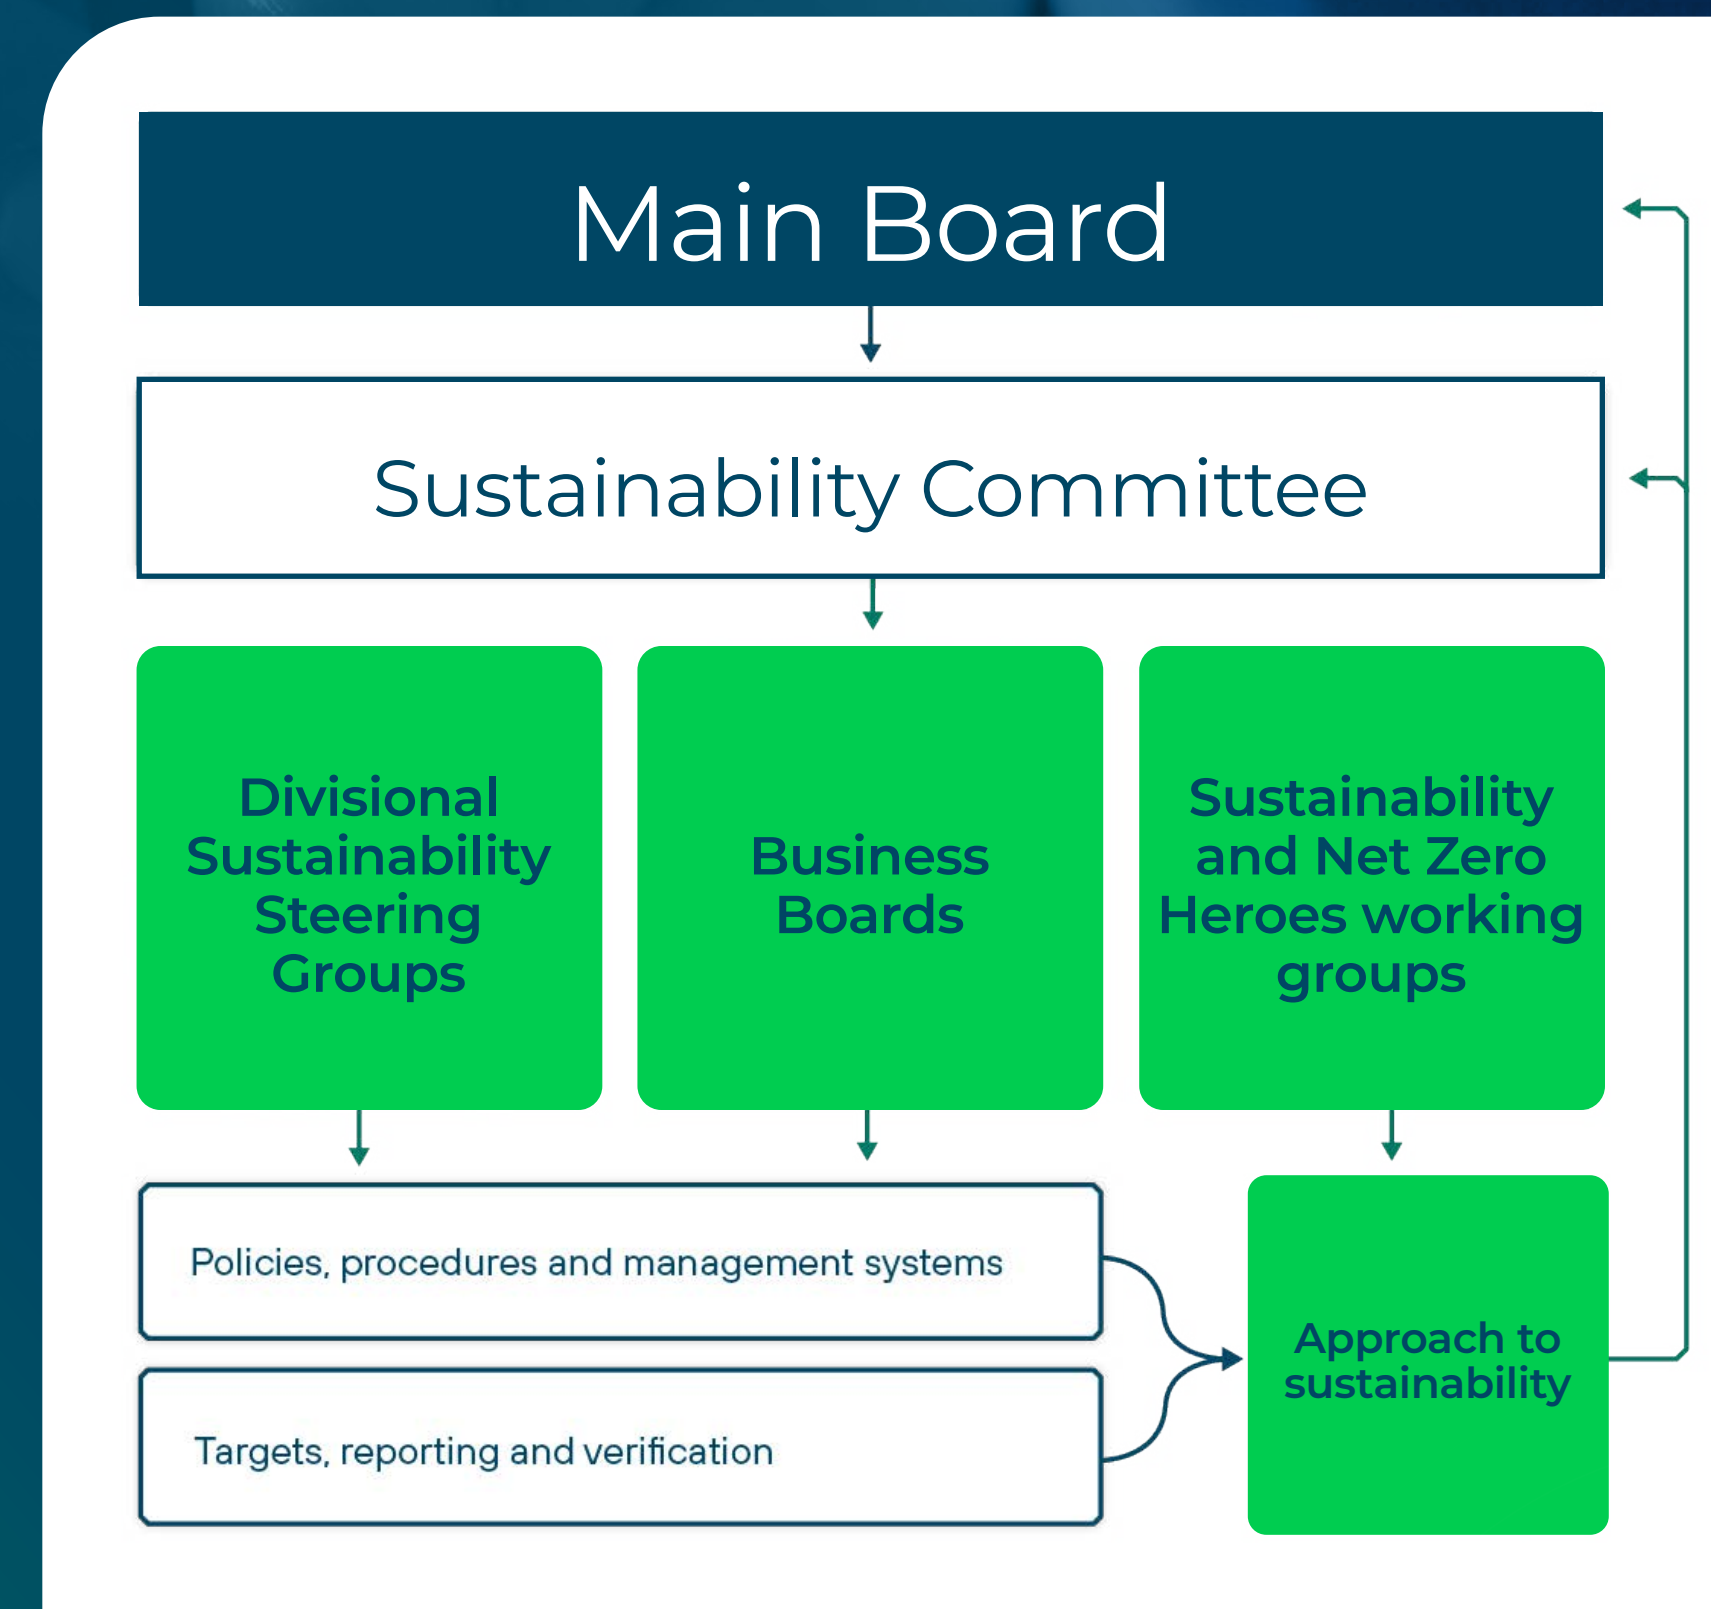 Main Board
Sustainability Committee
Divisional
Sustainability
Steering
Groups
Business
Boards
Sustainability
and Net Zero
Heroes working
groups
Policies, procedures and management systems
Targets, reporting and verification
Approach to
sustainability